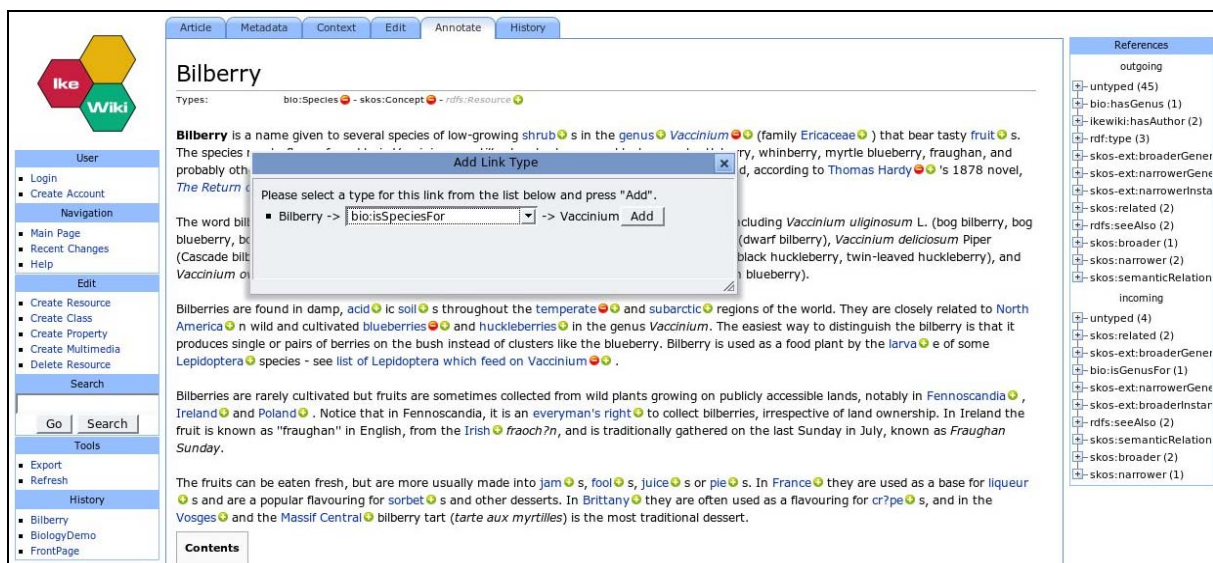 Ike
Wiki
User
Login
Create Account
Navigation
Main Page
Recent Changes
Help
Edit
Create Resource
Create Class
Create Property
Create Multimedia
Delete Resource
Search
Go Search
Tools
Export
Refresh
History
Bilberry
BiologyDemo
FrontPage
Article Metadata Context Edit Annotate History
Bilberry
Types: bio:Species - skos:Concept - rdfs:Resource
Bilberry is a name given to several species of low-growing shrub s in the genus Vaccinium (family Ericaceae ) that bear tasty fruit s.
The species ry, whinberry, myrtle blueberry, fraughan, and
probably oth d, according to Thomas Hardy 's 1878 novel,
The Return
The word bil cluding Vaccinium uliginosum L. (bog bilberry, bog
blueberry, bo (dwarf bilberry), Vaccinium deliciosum Piper
(Cascade bilb black huckleberry, twin-leaved huckleberry), and
Vaccinium blueberry).
Add Link Type
Please select a type for this link from the list below and press "Add".
Bilberry -> bio:isSpeciesFor -> Vaccinium Add
Bilberries are found in damp, acid ic soil s throughout the temperate and subarctic regions of the world. They are closely related to North
America n wild and cultivated blueberries and huckleberries in the genus Vaccinium. The easiest way to distinguish the bilberry is that it
produces single or pairs of berries on the bush instead of clusters like the blueberry. Bilberry is used as a food plant by the larva e of some
Lepidoptera species - see list of Lepidoptera which feed on Vaccinium .
Bilberries are rarely cultivated but fruits are sometimes collected from wild plants growing on publicly accessible lands, notably in Fennoscandia ,
Ireland and Poland . Notice that in Fennoscandia, it is an everyman's right to collect bilberries, irrespective of land ownership. In Ireland the
fruit is known as "fraughan" in English, from the Irish fraoch?n, and is traditionally gathered on the last Sunday in July, known as Fraughan
Sunday.
The fruits can be eaten fresh, but are more usually made into jam s, fool s, juice s or pie s. In France they are used as a base for liqueur
s and are a popular flavouring for sorbet s and other desserts. In Brittany they are often used as a flavouring for cr?pe s, and in the
Vosges and the Massif Central bilberry tart (tarte aux myrtilles) is the most traditional dessert.
Contents
References
outgoing
untyped (45)
bio:hasGenus (1)
ikewiki:hasAuthor (2)
rdf:type (3)
skos-ext:broaderGener
skos-ext:narrowerGene
skos-ext:narrowerInsta
skos:related (2)
rdfs:seeAlso (2)
skos:broader (1)
skos:narrower (2)
skos:semanticRelation
incoming
untyped (4)
skos:related (2)
skos-ext:broaderGener
bio:isGenusFor (1)
skos-ext:narrowerGene
skos-ext:broaderInstar
rdfs:seeAlso (2)
skos:semanticRelation
skos:broader (2)
skos:narrower (1)